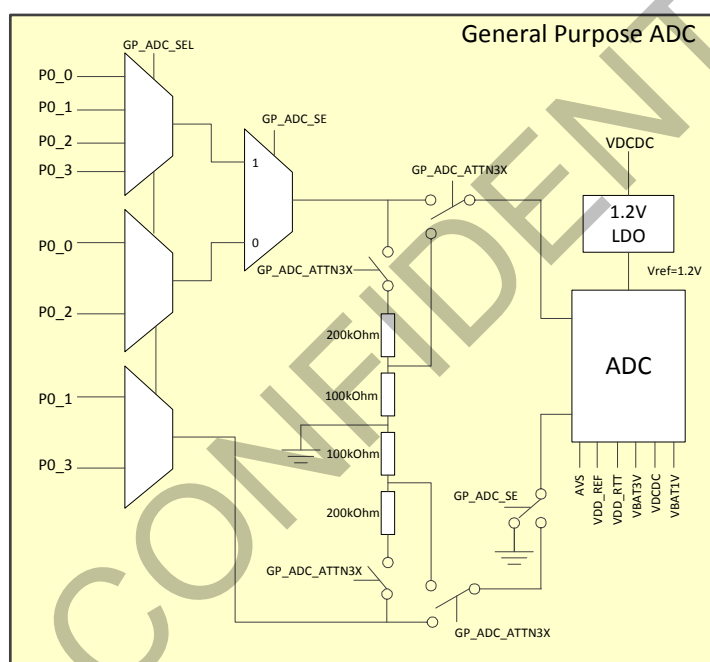 General Purpose ADC
GP_ADC_SEL
P0_0
P0_1
P0_2
P0_3
GP_ADC_SE
1
0
P0_0
P0_2
P0_1
P0_3
GP_ADC_ATTN3X
GP_ADC_ATTN3X
200kOhm
100kOhm
100kOhm
200kOhm
GP_ADC_ATTN3X
GP_ADC_ATTN3X
GP_ADC_SE
VDCDC
1.2V
LDO
Vref=1.2V
ADC
AVS
VDD_REF
VDD_RTT
VBAT3V
VDCDC
VBAT1V
CONFIDENT